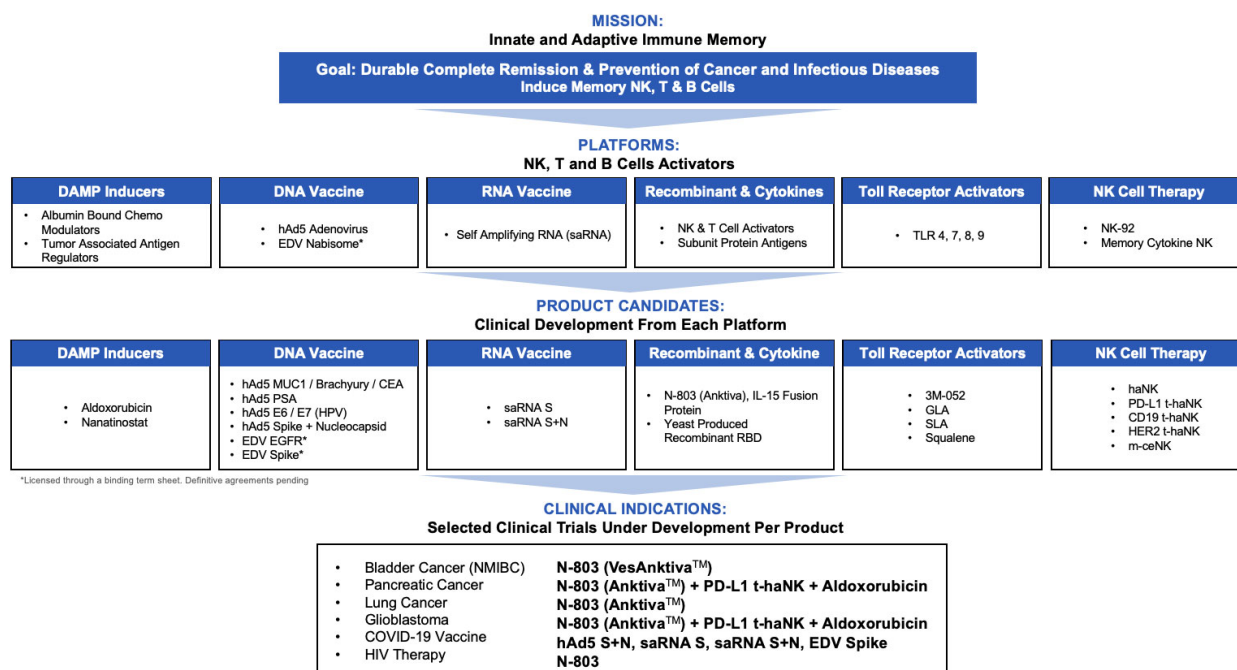 MISSION:
Innate and Adaptive Immune Memory
Goal: Durable Complete Remission & Prevention of Cancer and Infectious Diseases
Induce Memory NK, T & B Cells
PLATFORMS:
NK, T and B Cells Activators
DAMP Inducers
• Albumin Bound Chemo
Modulators
• Tumor Associated Antigen
Regulators
DNA Vaccine
• hAd5 Adenovirus
• EDV Nabisome*
RNA Vaccine
• Self Amplifying RNA (saRNA)
Recombinant & Cytokines
• NK & T Cell Activators
• Subunit Protein Antigens
Toll Receptor Activators
• TLR 4, 7, 8, 9
NK Cell Therapy
• NK-92
• Memory Cytokine NK
PRODUCT CANDIDATES:
Clinical Development From Each Platform
DAMP Inducers
• Aldoxorubicin
• Nanatinostat
DNA Vaccine
• hAd5 MUC1 / Brachyury / CEA
• hAd5 PSA
• hAd5 E6 / E7 (HPV)
• hAd5 Spike + Nucleocapsid
• EDV EGFR*
• EDV Spike*
RNA Vaccine
• saRNA S
• saRNA S+N
Recombinant & Cytokine
• N-803 (Anktiva), IL-15 Fusion
Protein
• Yeast Produced
Recombinant RBD
Toll Receptor Activators
• 3M-052
• GLA
• SLA
• Squalene
NK Cell Therapy
• haNK
• PD-L1 t-haNK
• CD19 t-haNK
• HER2 t-haNK
• m-ceNK
*Licensed through a binding term sheet. Definitive agreements pending
CLINICAL INDICATIONS:
Selected Clinical Trials Under Development Per Product
• Bladder Cancer (NMIBC) N-803 (VesAnktiva™)
• Pancreatic Cancer N-803 (Anktiva™) + PD-L1 t-haNK + Aldoxorubicin
• Lung Cancer N-803 (Anktiva™)
• Glioblastoma N-803 (Anktiva™) + PD-L1 t-haNK + Aldoxorubicin
• COVID-19 Vaccine hAd5 S+N, saRNA S, saRNA S+N, EDV Spike
• HIV Therapy N-803